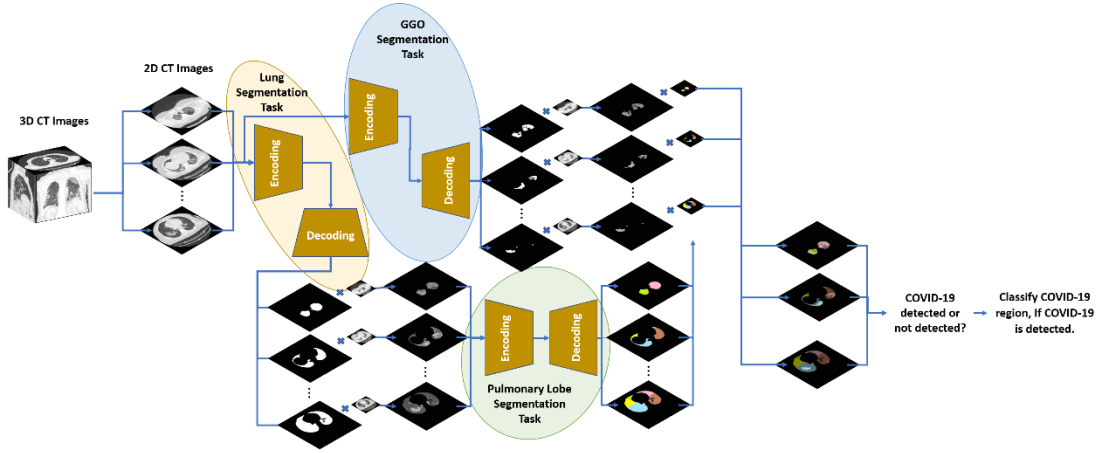 GGO
Segmentation
Task
2D CT Images
Lung
Segmentation
Task
3D CT Images
Encoding
Encoding
Decoding
Decoding
Encoding
Decoding
Pulmonary Lobe
Segmentation
Task
COVID-19
detected or
not detected?
Classify COVID-19
region, If COVID-19
is detected.